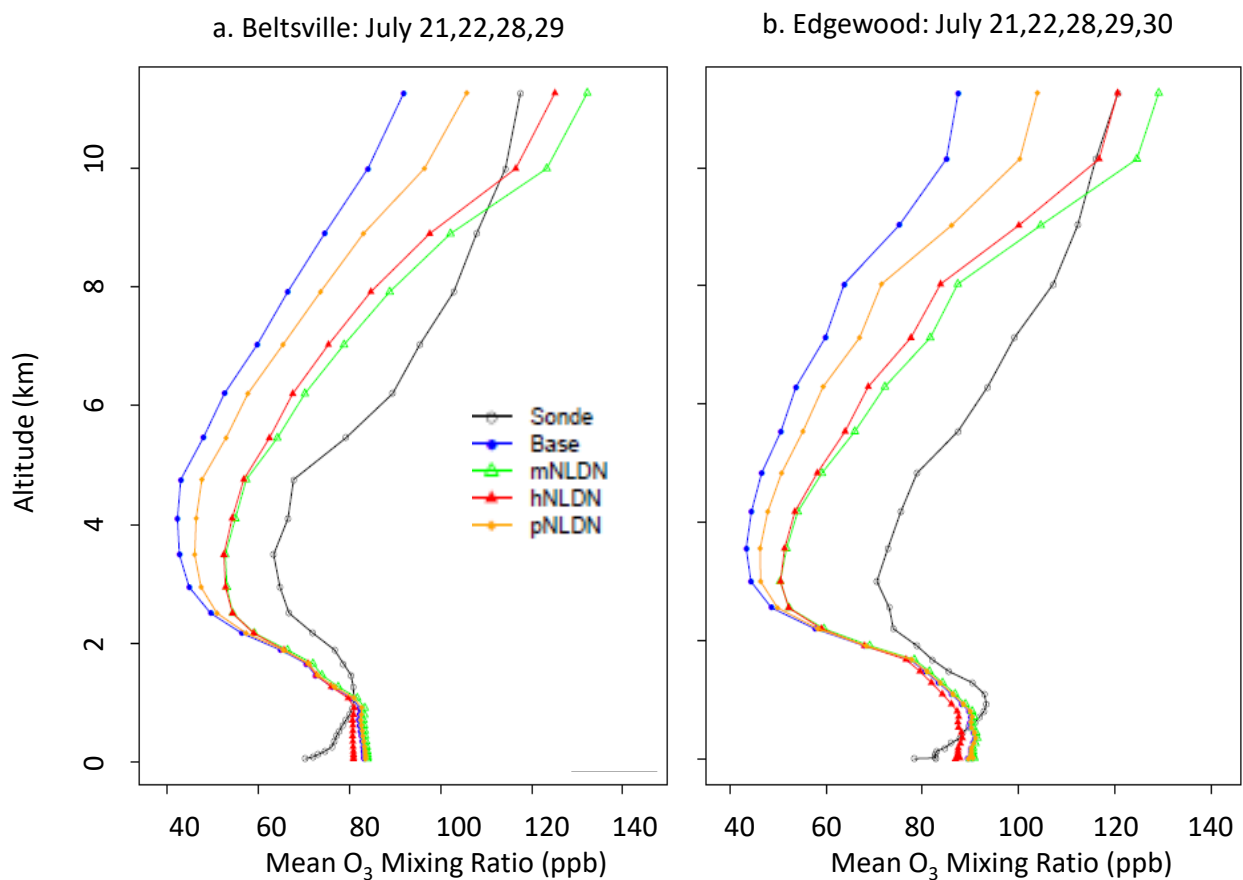 a. Beltsville: July 21,22,28,29
b. Edgewood: July 21,22,28,29,30
Altitude (km)
10
8
6
4
2
0
Sonde
Base
mNLDN
hNLDN
pNLDN
40 60 80 100 120 140
40 60 80 100 120 140
Mean O₃ Mixing Ratio (ppb)
Mean O₃ Mixing Ratio (ppb)